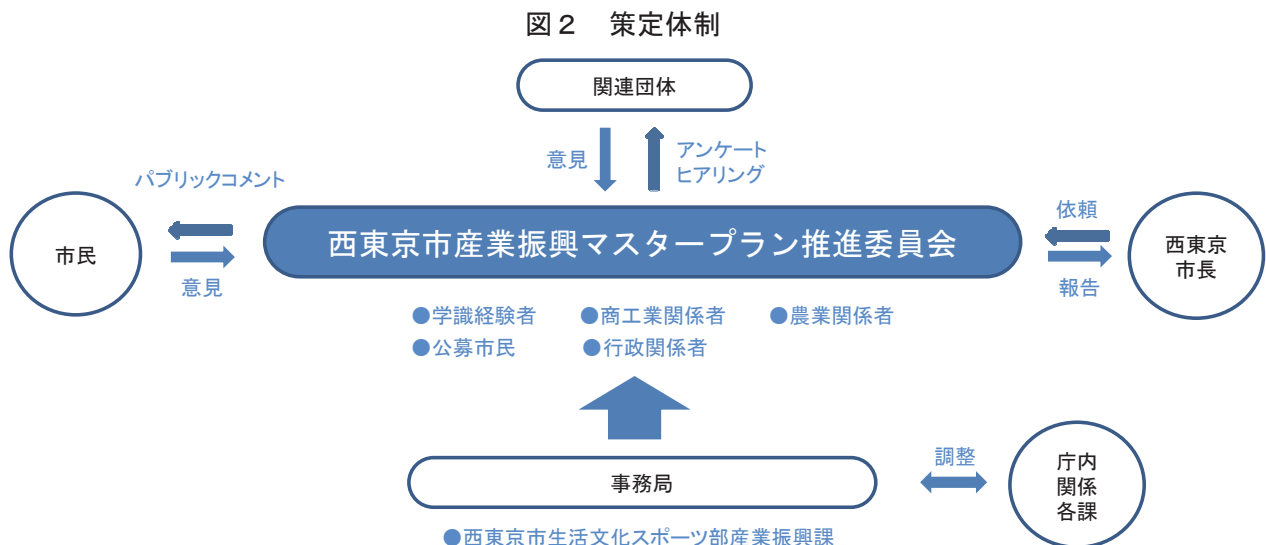 図2 策定体制
関連団体
意見
アンケート
ヒアリング
パブリックコメント
市民
意見
西東京市産業振興マスタープラン推進委員会
依頼
報告
西東京
市長
●学識経験者 ●商工業関係者 ●農業関係者
●公募市民 ●行政関係者
事務局
調整
庁内
関係
各課
●西東京市生活文化スポーツ部産業振興課